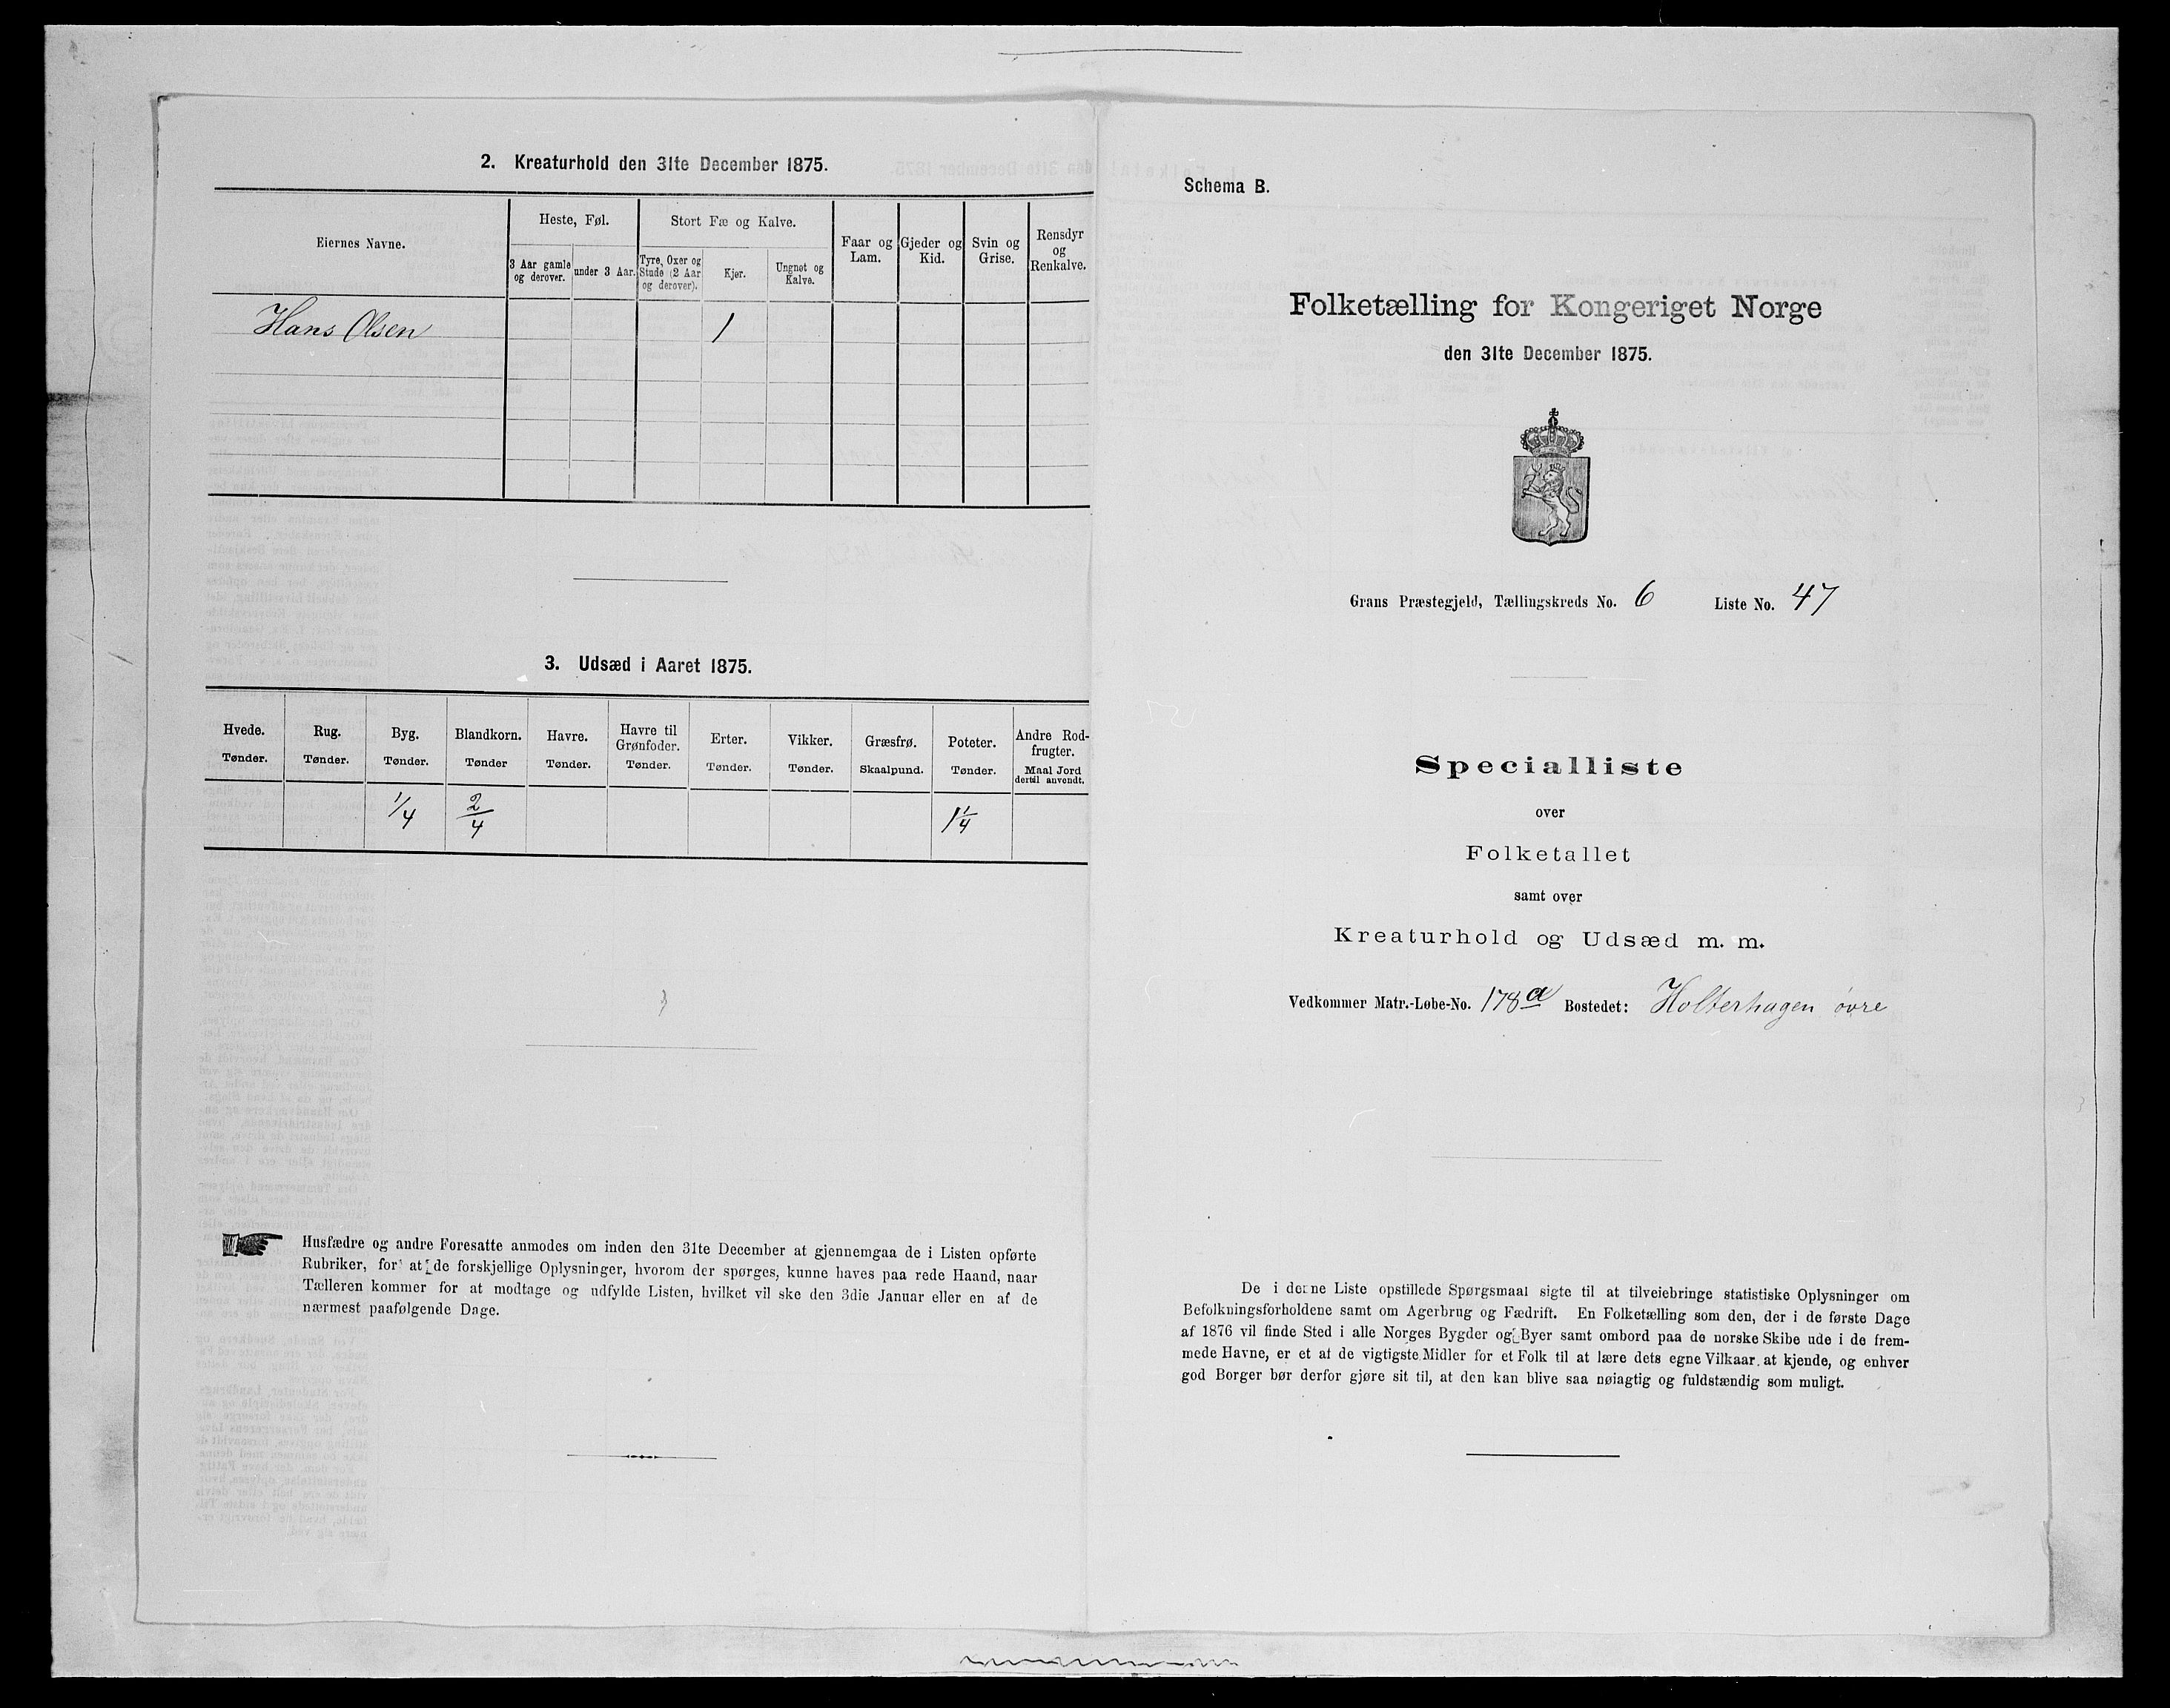 2. Kreaturhold den 31te December 1875.
Eiernes Navne.
Heste, Føl.
Stort Fæ og Kalve.
Faar og Lam.
Gjeder og Kid.
Svin og Grise.
Rensdyr og Renkalve.
3 Aar gamle og derover.
under 3 Aar.
Tyre, Oxer og Stude (2 Aar og derover).
Kjør.
Ungnøt og Kalve.
Hans Olsen 1
3. Udsæd i Aaret 1875.
Hvede. Rug. Byg. Blandkorn. Havre. Havre til Grønfoder. Erter. Vikker. Græsfrø. Poteter. Andre Rodfrugter.
Tønder. Tønder. Tønder. Tønder Tønder. Tønder. Tønder. Tønder. Skaalpund. Tønder. Maal Jord dertil anvendt.
1/4 2/4 1 1/4
Husfædre og andre Foresatte anmodes om inden den 31te December at gjennemgaa de i Listen opførte
Rubriker, for at de forskjellige Oplysninger, hvorom der spørges, kunne haves paa rede Haand, naar
Tælleren kommer for at modtage og udfylde Listen, hvilket vil ske den 3die Januar eller en af de
nærmest paafølgende Dage.
Schema B.
Folketælling for Kongeriget Norge
den 31te December 1875.
Grans Præstegjeld, Tællingskreds No. 6 Liste No. 47
Specialliste
over
Folketallet
samt over
Kreaturhold og Udsæd m. m.
Vedkommer Matr.-Løbe-No. 178a Bostedet: Holterhagen övre
De i denne Liste opstillede Spørgsmaal sigte til at tilveiebringe statistiske Oplysninger om
Befolkningsforholdene samt om Agerbrug og Fædrift. En Folketælling som den, der i de første Dage
af 1876 vil finde Sted i alle Norges Bygder og Byer samt ombord paa de norske Skibe ude i de frem-
mede Havne, er et af de vigtigste Midler for et Folk til at lære dets egne Vilkaar at kjende, og enhver
god Borger bør derfor gjøre sit til, at den kan blive saa nøiagtig og fuldstændig som muligt.